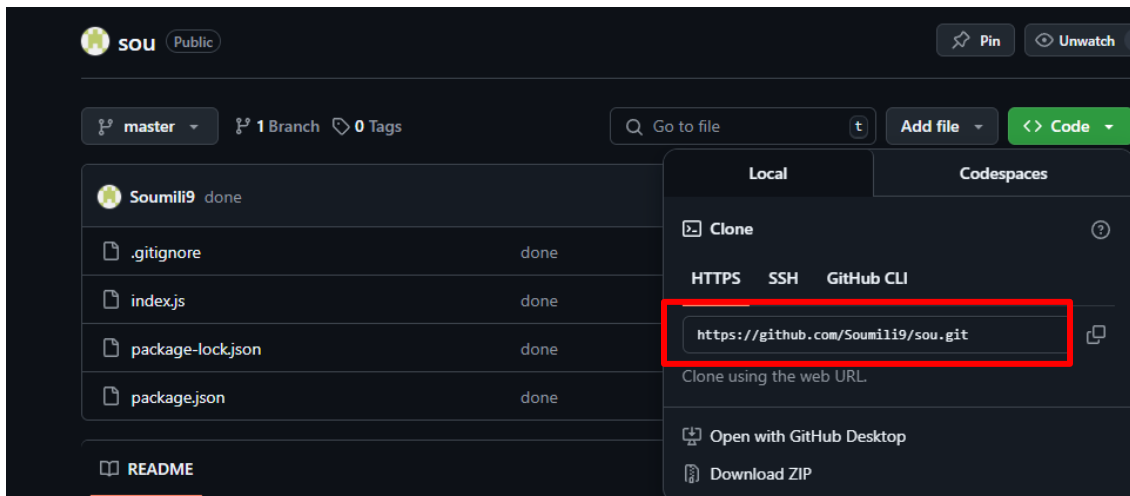 sou Public
Pin
Unwatch
master
1 Branch
0 Tags
Go to file
t
Add file
<> Code
Local
Codespaces
Soumili9 done
Clone
?
.gitignore
done
HTTPS
SSH
GitHub CLI
index.js
done
https://github.com/Soumili9/sou.git
package-lock.json
done
Clone using the web URL.
package.json
done
Open with GitHub Desktop
README
Download ZIP